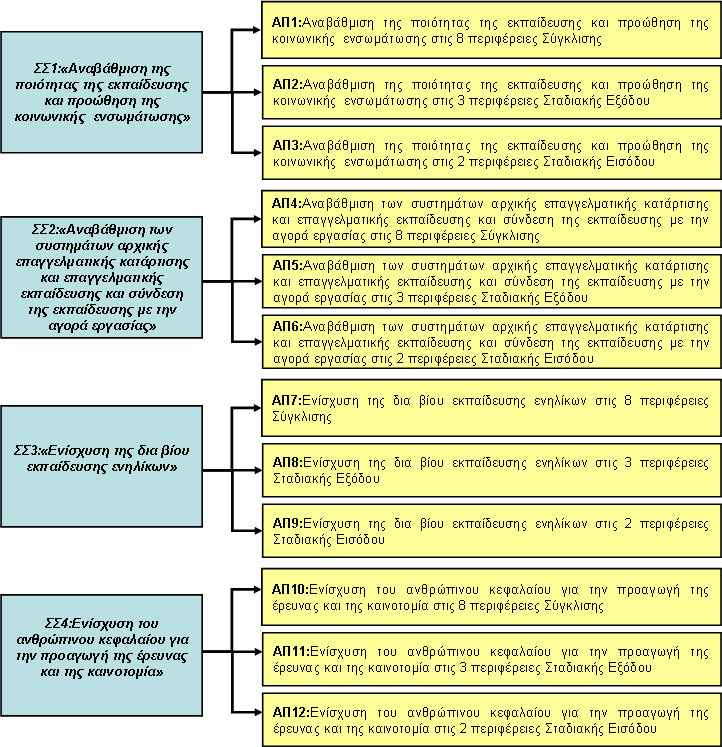 ΣΣ1:«Αναβάθμιση της
ποιότητας της εκπαίδευσης
και προώθηση της
κοινωνικής ενσωμάτωσης»
ΑΠ1:Αναβάθμιση της ποιότητας της εκπαίδευσης και προώθηση της
κοινωνικής ενσωμάτωσης στις 8 περιφέρειες Σύγκλισης
ΑΠ2:Αναβάθμιση της ποιότητας της εκπαίδευσης και προώθηση της
κοινωνικής ενσωμάτωσης στις 3 περιφέρειες Σταδιακής Εξόδου
ΑΠ3:Αναβάθμιση της ποιότητας της εκπαίδευσης και προώθηση της
κοινωνικής ενσωμάτωσης στις 2 περιφέρειες Σταδιακής Εισόδου
ΣΣ2:«Αναβάθμιση των
συστημάτων αρχικής
επαγγελματικής κατάρτισης
και επαγγελματικής
εκπαίδευσης και σύνδεση
της εκπαίδευσης με την
αγορά εργασίας»
ΑΠ4:Αναβάθμιση των συστημάτων αρχικής επαγγελματικής κατάρτισης
και επαγγελματικής εκπαίδευσης και σύνδεση της εκπαίδευσης με την
αγορά εργασίας στις 8 περιφέρειες Σύγκλισης
ΑΠ5:Αναβάθμιση των συστημάτων αρχικής επαγγελματικής κατάρτισης
και επαγγελματικής εκπαίδευσης και σύνδεση της εκπαίδευσης με την
αγορά εργασίας στις 3 περιφέρειες Σταδιακής Εξόδου
ΑΠ6:Αναβάθμιση των συστημάτων αρχικής επαγγελματικής κατάρτισης
και επαγγελματικής εκπαίδευσης και σύνδεση της εκπαίδευσης με την
αγορά εργασίας στις 2 περιφέρειες Σταδιακής Εισόδου
ΣΣ3:«Ενίσχυση της δια βίου
εκπαίδευσης ενηλίκων»
ΑΠ7:Ενίσχυση της δια βίου εκπαίδευσης ενηλίκων στις 8 περιφέρειες
Σύγκλισης
ΑΠ8:Ενίσχυση της δια βίου εκπαίδευσης ενηλίκων στις 3 περιφέρειες
Σταδιακής Εξόδου
ΑΠ9:Ενίσχυση της δια βίου εκπαίδευσης ενηλίκων στις 2 περιφέρειες
Σταδιακής Εισόδου
ΣΣ4:Ενίσχυση του
ανθρώπινου κεφαλαίου για
την προαγωγή της έρευνας
και της καινοτομία»
ΑΠ10:Ενίσχυση του ανθρώπινου κεφαλαίου για την προαγωγή της
έρευνας και της καινοτομία στις 8 περιφέρειες Σύγκλισης
ΑΠ11:Ενίσχυση του ανθρώπινου κεφαλαίου για την προαγωγή της
έρευνας και της καινοτομία στις 3 περιφέρειες Σταδιακής Εξόδου
ΑΠ12:Ενίσχυση του ανθρώπινου κεφαλαίου για την προαγωγή της
έρευνας και της καινοτομία στις 2 περιφέρειες Σταδιακής Εισόδου